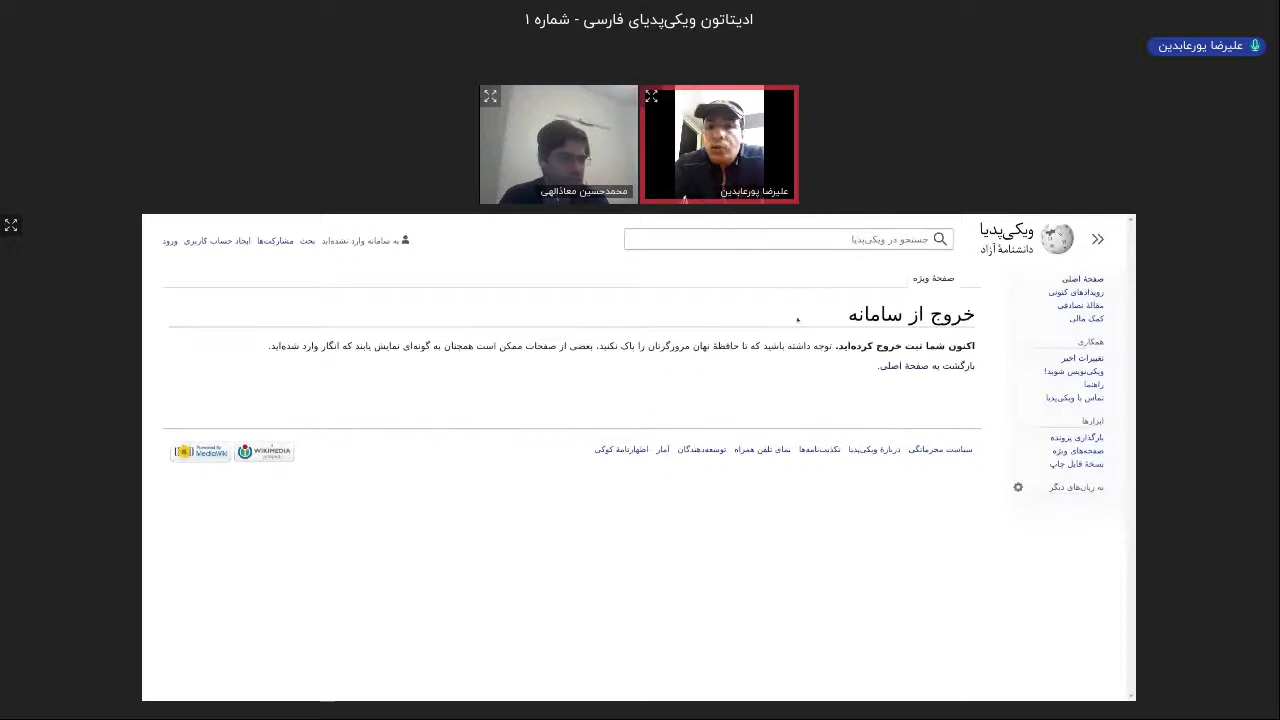 ادیتاتون ویکی‌پدیای فارسی - شماره ۱
علیرضا پورعابدین
علیرضا پورعابدین
محمدحسین معاذالهی
ویکی‌پدیا
دانشنامهٔ آزاد
جستجو در ویکی‌پدیا
به سامانه وارد نشده‌اید بحث مشارکت‌ها ایجاد حساب کاربری ورود
صفحهٔ ویژه
خروج از سامانه
اکنون شما ثبت خروج کرده‌اید. توجه داشته باشید که تا حافظهٔ نهان مرورگرتان را پاک نکنید، بعضی از صفحات ممکن است همچنان به گونه‌ای نمایش یابند که انگار وارد شده‌اید.
بازگشت به صفحهٔ اصلی.
صفحهٔ اصلی
رویدادهای کنونی
مقالهٔ تصادفی
کمک مالی
همکاری
تغییرات اخیر
ویکی‌نویس شوید!
راهنما
تماس با ویکی‌پدیا
ابزارها
بارگذاری پرونده
صفحه‌های ویژه
نسخهٔ قابل چاپ
به زبان‌های دیگر
سیاست محرمانگی دربارهٔ ویکی‌پدیا تکذیب‌نامه‌ها نمای تلفن همراه توسعه‌دهندگان آمار اظهارنامهٔ کوکی
a WIKIMEDIA project
Powered By MediaWiki